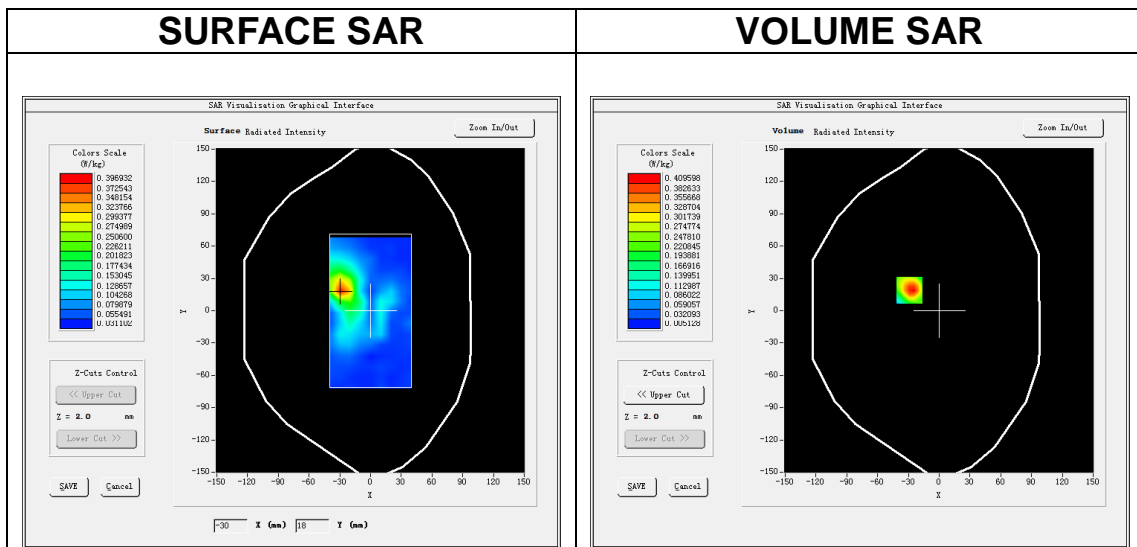 SURFACE SAR
SAR Visualisation Graphical Interface
Surface Radiated Intensity
Zoom In/Out
Colors Scale
(W/kg)
0.396932
0.372543
0.348154
0.323766
0.299377
0.274989
0.250600
0.226211
0.201823
0.177434
0.153045
0.128657
0.104268
0.079879
0.055491
0.031102
Z-Cuts Control
<< Upper Cut
Z = 2.0 mm
Lower Cut >>
SAVE Cancel
150
120
90
60
30
0
-30
-60
-90
-120
-150
Y
-150 -120 -90 -60 -30 0 30 60 90 120 150
X
-30 X (mm) 18 Y (mm)
VOLUME SAR
SAR Visualisation Graphical Interface
Volume Radiated Intensity
Zoom In/Out
Colors Scale
(W/kg)
0.409598
0.382633
0.355668
0.328704
0.301739
0.274774
0.247810
0.220845
0.193881
0.166916
0.139951
0.112987
0.086022
0.059057
0.032093
0.005128
Z-Cuts Control
<< Upper Cut
Z = 2.0 mm
Lower Cut >>
SAVE Cancel
150
120
90
60
30
0
-30
-60
-90
-120
-150
Y
-150 -120 -90 -60 -30 0 30 60 90 120 150
X